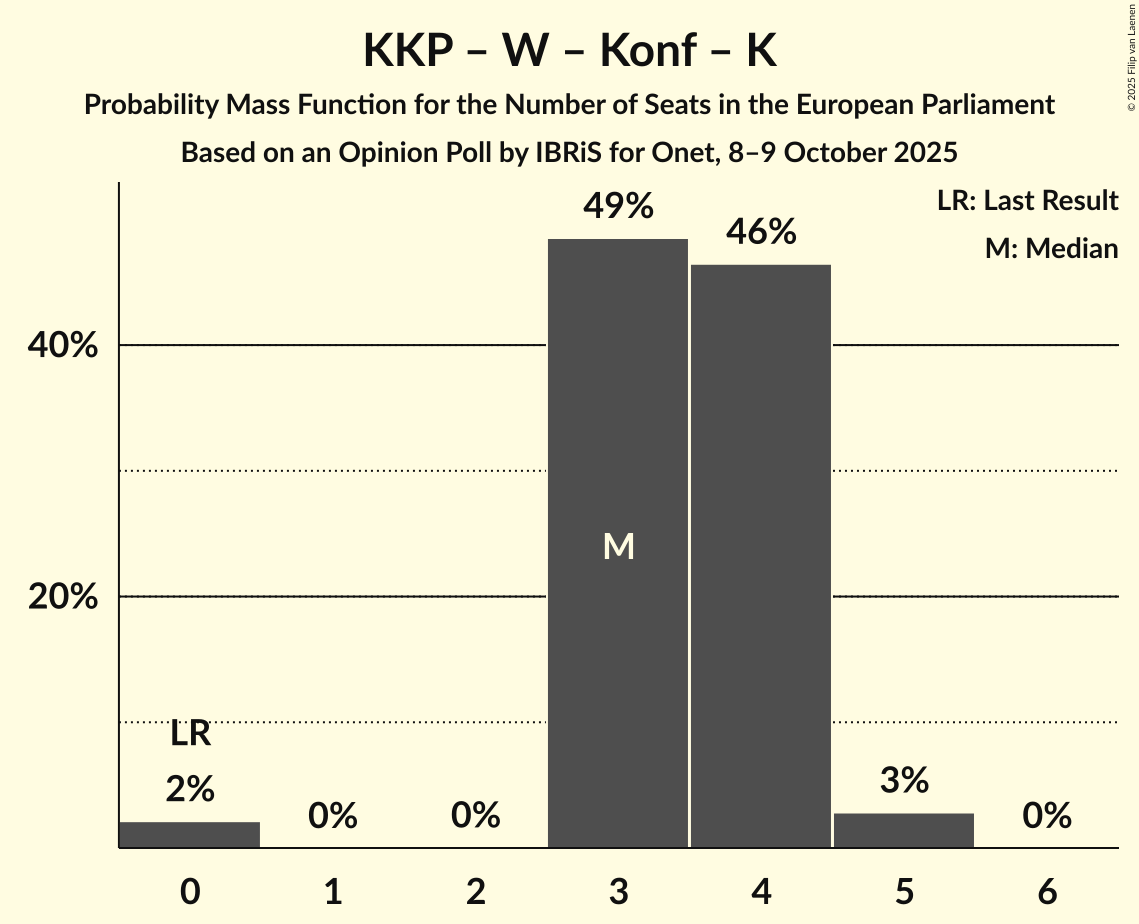 KKP – W – Konf – K
Probability Mass Function for the Number of Seats in the European Parliament
Based on an Opinion Poll by IBRiS for Onet, 8–9 October 2025
© 2025 Filip van Laenen
LR: Last Result
M: Median
49%
46%
40%
M
20%
LR
2%
0%
0%
3%
0%
0
1
2
3
4
5
6